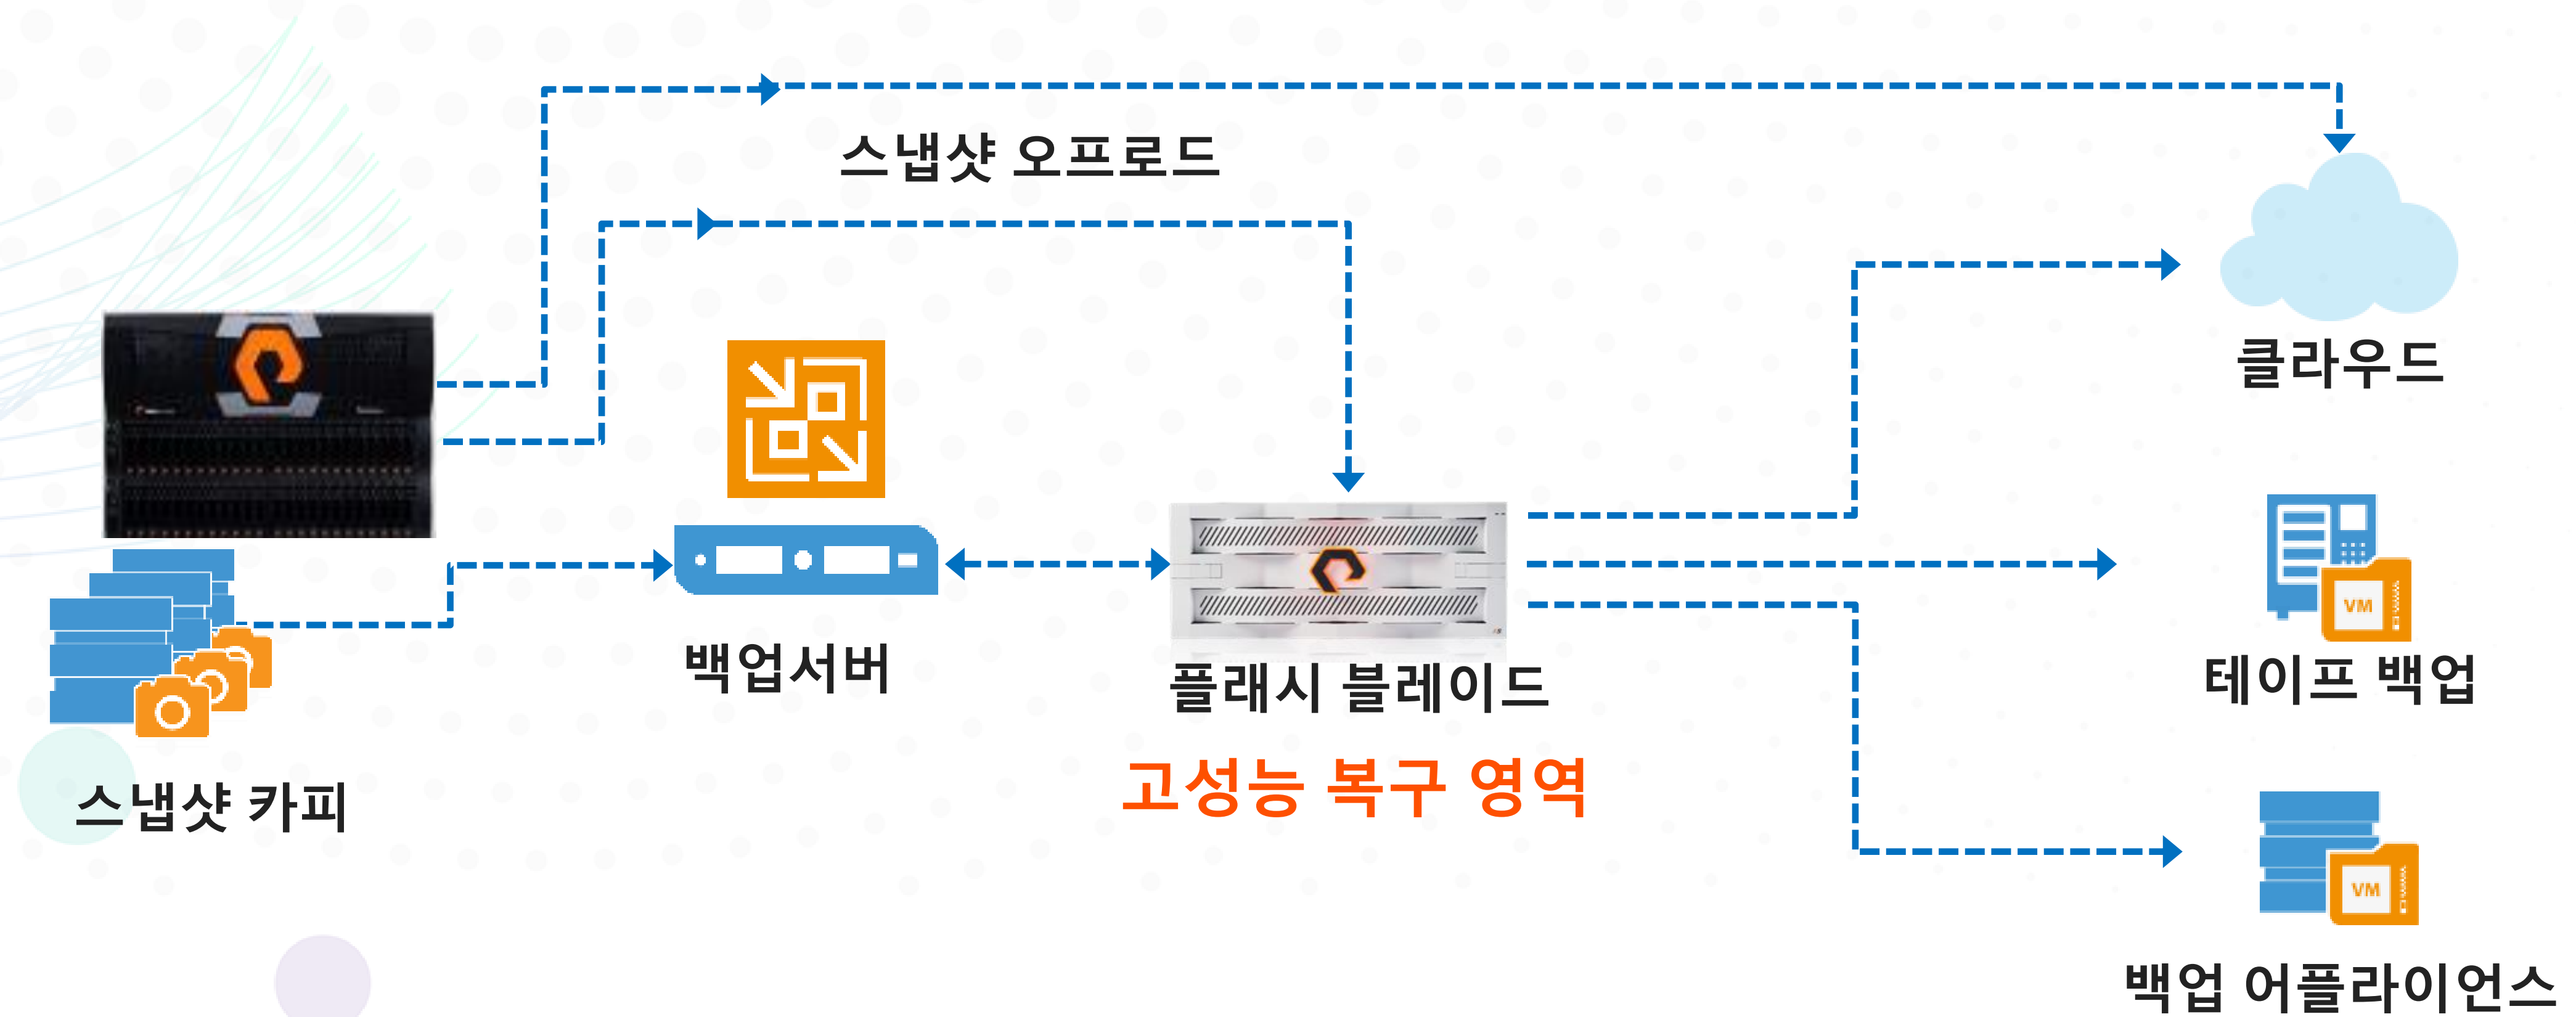 스냅샷 오프로드
클라우드
백업서버
플래시 블레이드
고성능 복구 영역
VM
테이프 백업
스냅샷 카피
VM
백업 어플라이언스